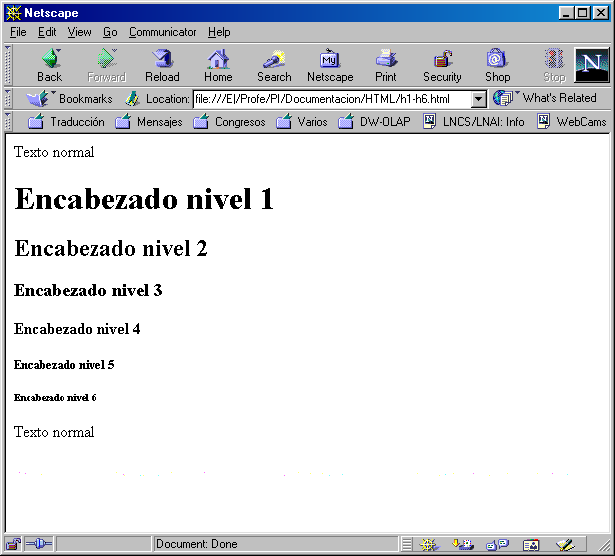 Netscape
File Edit View Go Communicator Help
Back Forward Reload Home Search Netscape Print Security Shop Stop
My
N
Bookmarks Location: file:///E|/Profe/PI/Documentacion/HTML/h1-h6.html What's Related
Traducción Mensajes Congresos Varios DW-OLAP LNCS/LNAI: Info WebCams
Texto normal
Encabezado nivel 1
Encabezado nivel 2
Encabezado nivel 3
Encabezado nivel 4
Encabezado nivel 5
Encabezado nivel 6
Texto normal
Document: Done